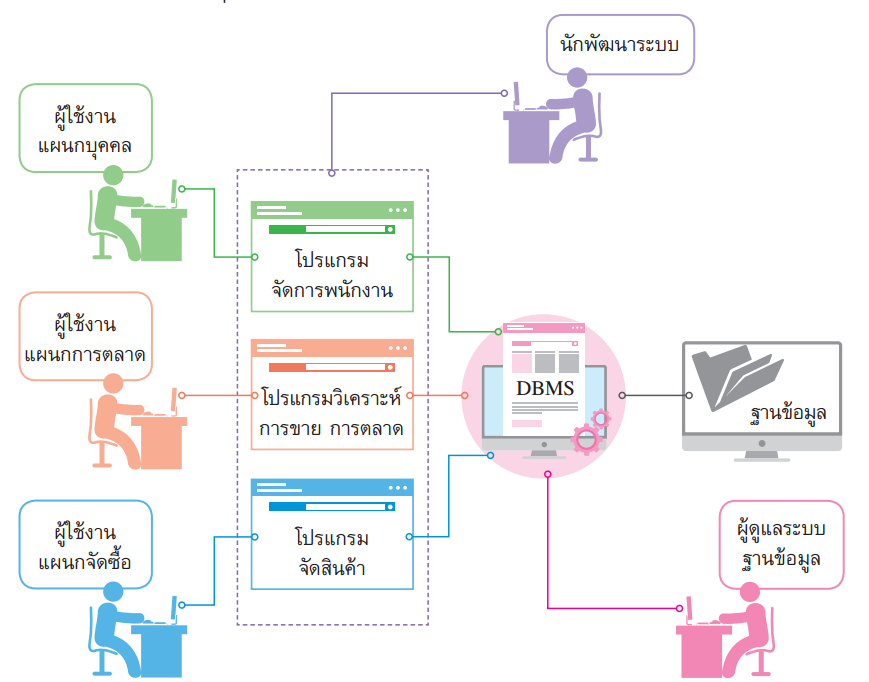 นักพัฒนาระบบ
ผู้ใช้งาน
แผนกบุคคล
โปรแกรม
จัดการพนักงาน
ผู้ใช้งาน
แผนกการตลาด
โปรแกรมวิเคราะห์
การขาย การตลาด
DBMS
ฐานข้อมูล
ผู้ใช้งาน
แผนกจัดซื้อ
โปรแกรม
จัดสินค้า
ผู้ดูแลระบบ
ฐานข้อมูล